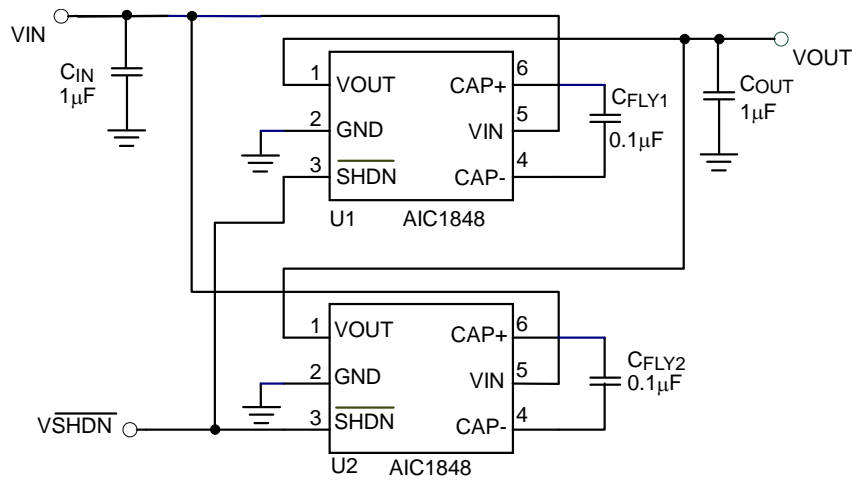 VIN
CIN
1µF
1
VOUT
2
GND
3
SHDN
CAP+
6
VIN
5
CAP-
4
U1
AIC1848
CFLY1
0.1µF
VOUT
COUT
1µF
1
VOUT
2
GND
3
SHDN
CAP+
6
VIN
5
CAP-
4
U2
AIC1848
CFLY2
0.1µF
VSHDN